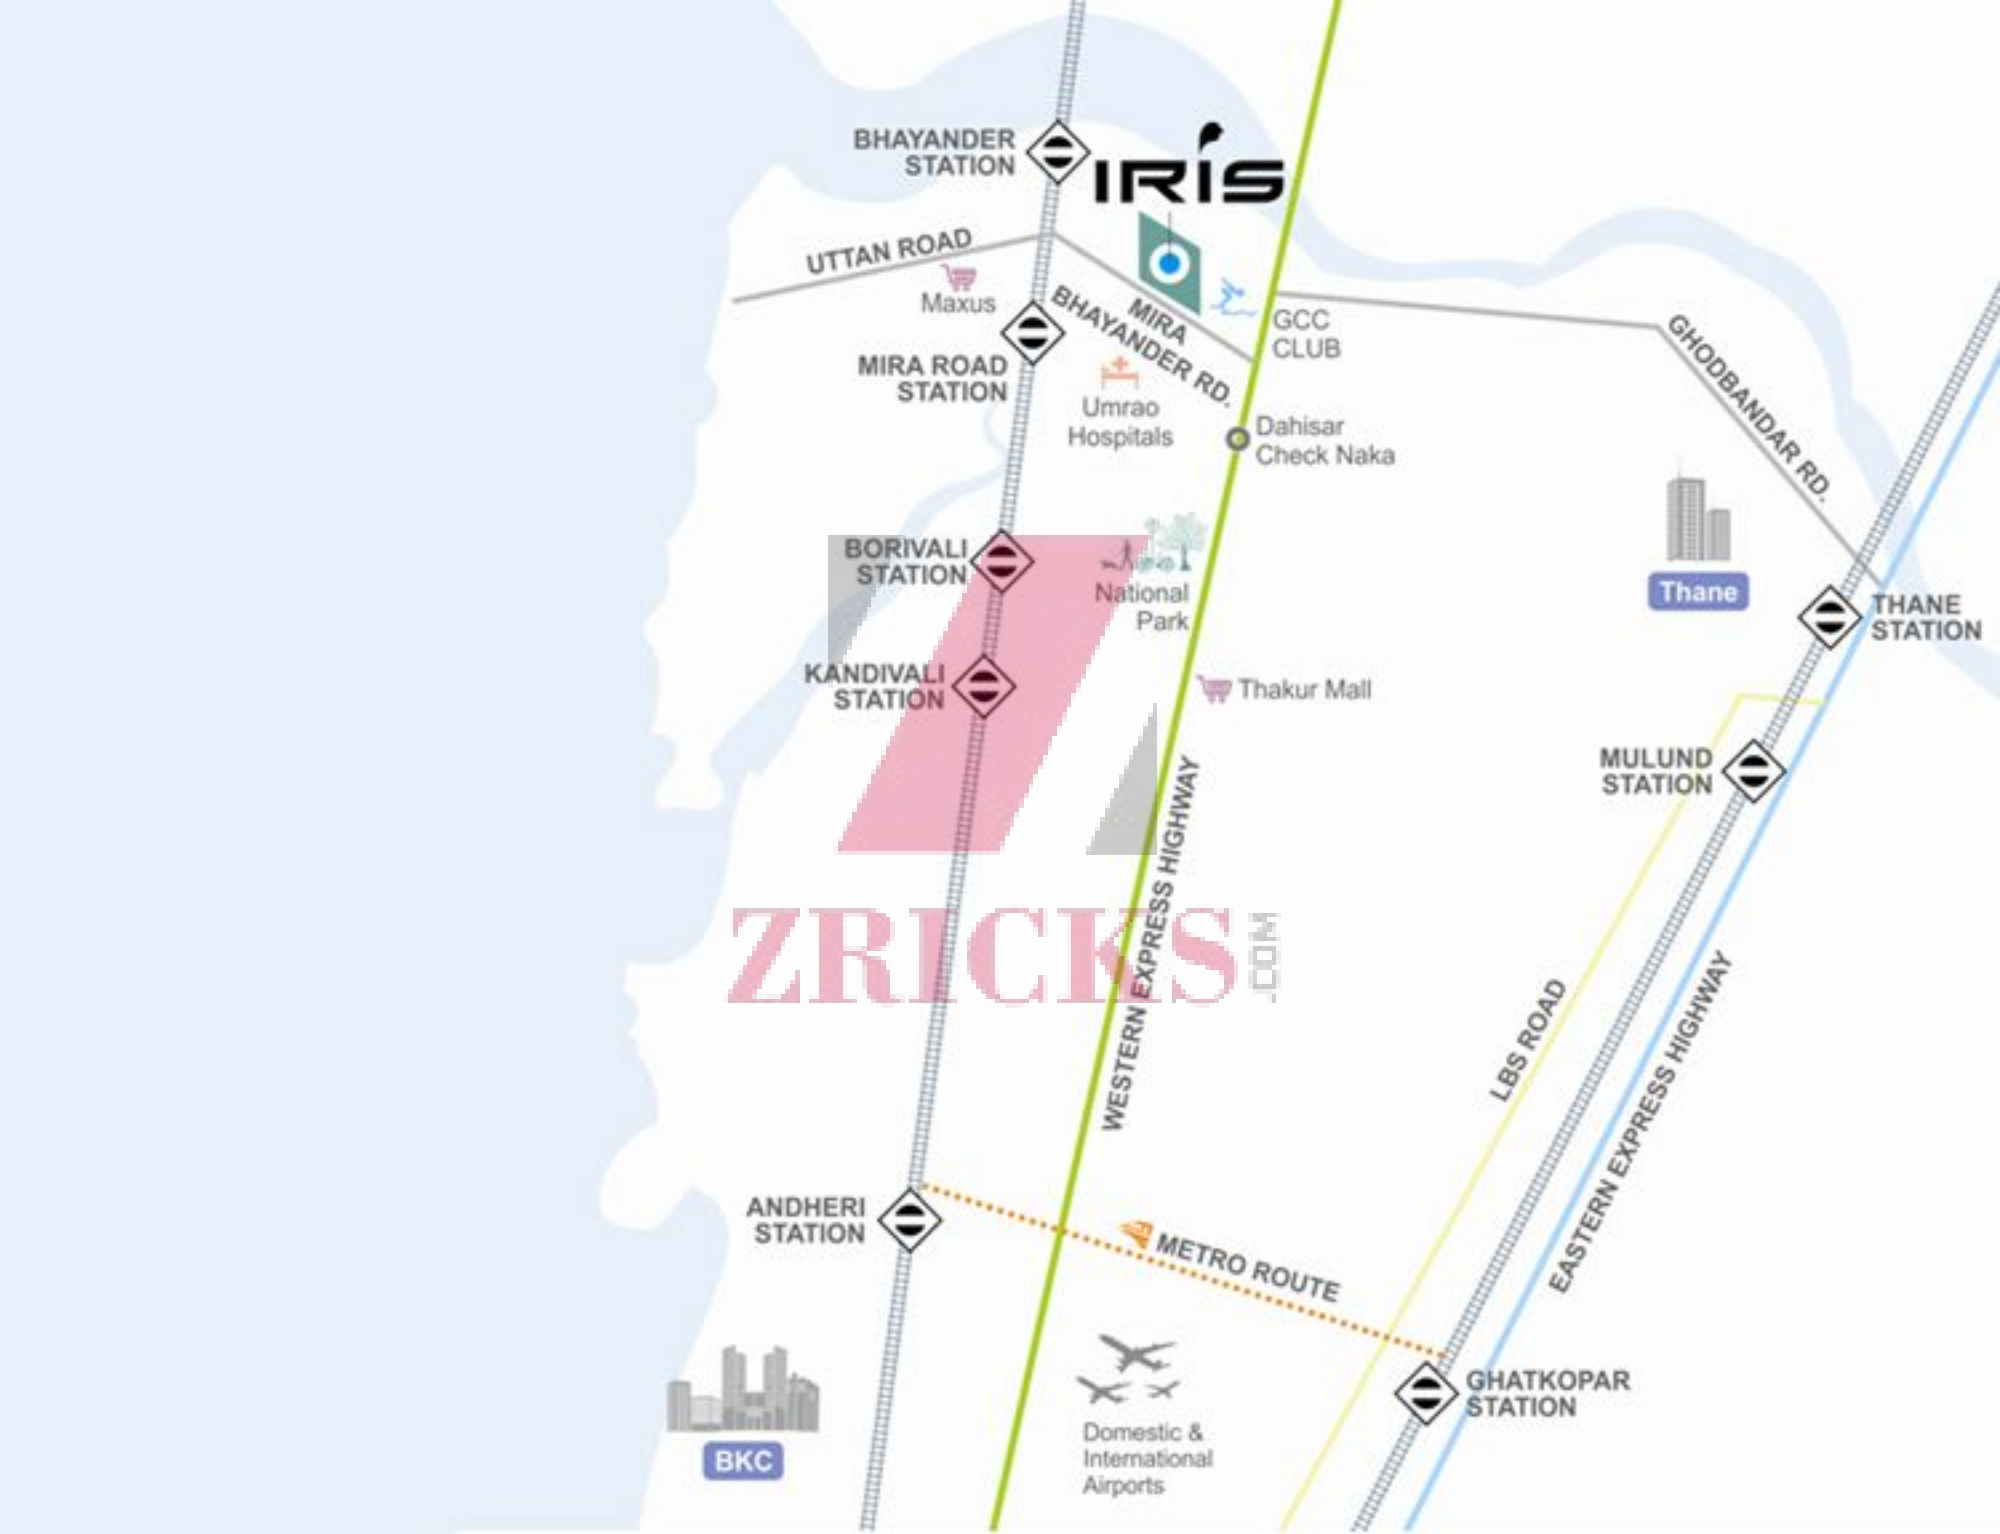 BHAYANDER
STATION
IRIS
UTTAN ROAD
Maxus
MIRA
BHAYANDER RD.
GCC
CLUB
GHODBANDAR RD.
MIRA ROAD
STATION
Umrao
Hospitals
Dahisar
Check Naka
BORIVALI
STATION
National
Park
Thane
THANE
STATION
KANDIVALI
STATION
Thakur Mall
MULUND
STATION
WESTERN EXPRESS HIGHWAY
ZRICKS
.COM
LBS ROAD
EASTERN EXPRESS HIGHWAY
ANDHERI
STATION
METRO ROUTE
BKC
Domestic &
International
Airports
GHATKOPAR
STATION